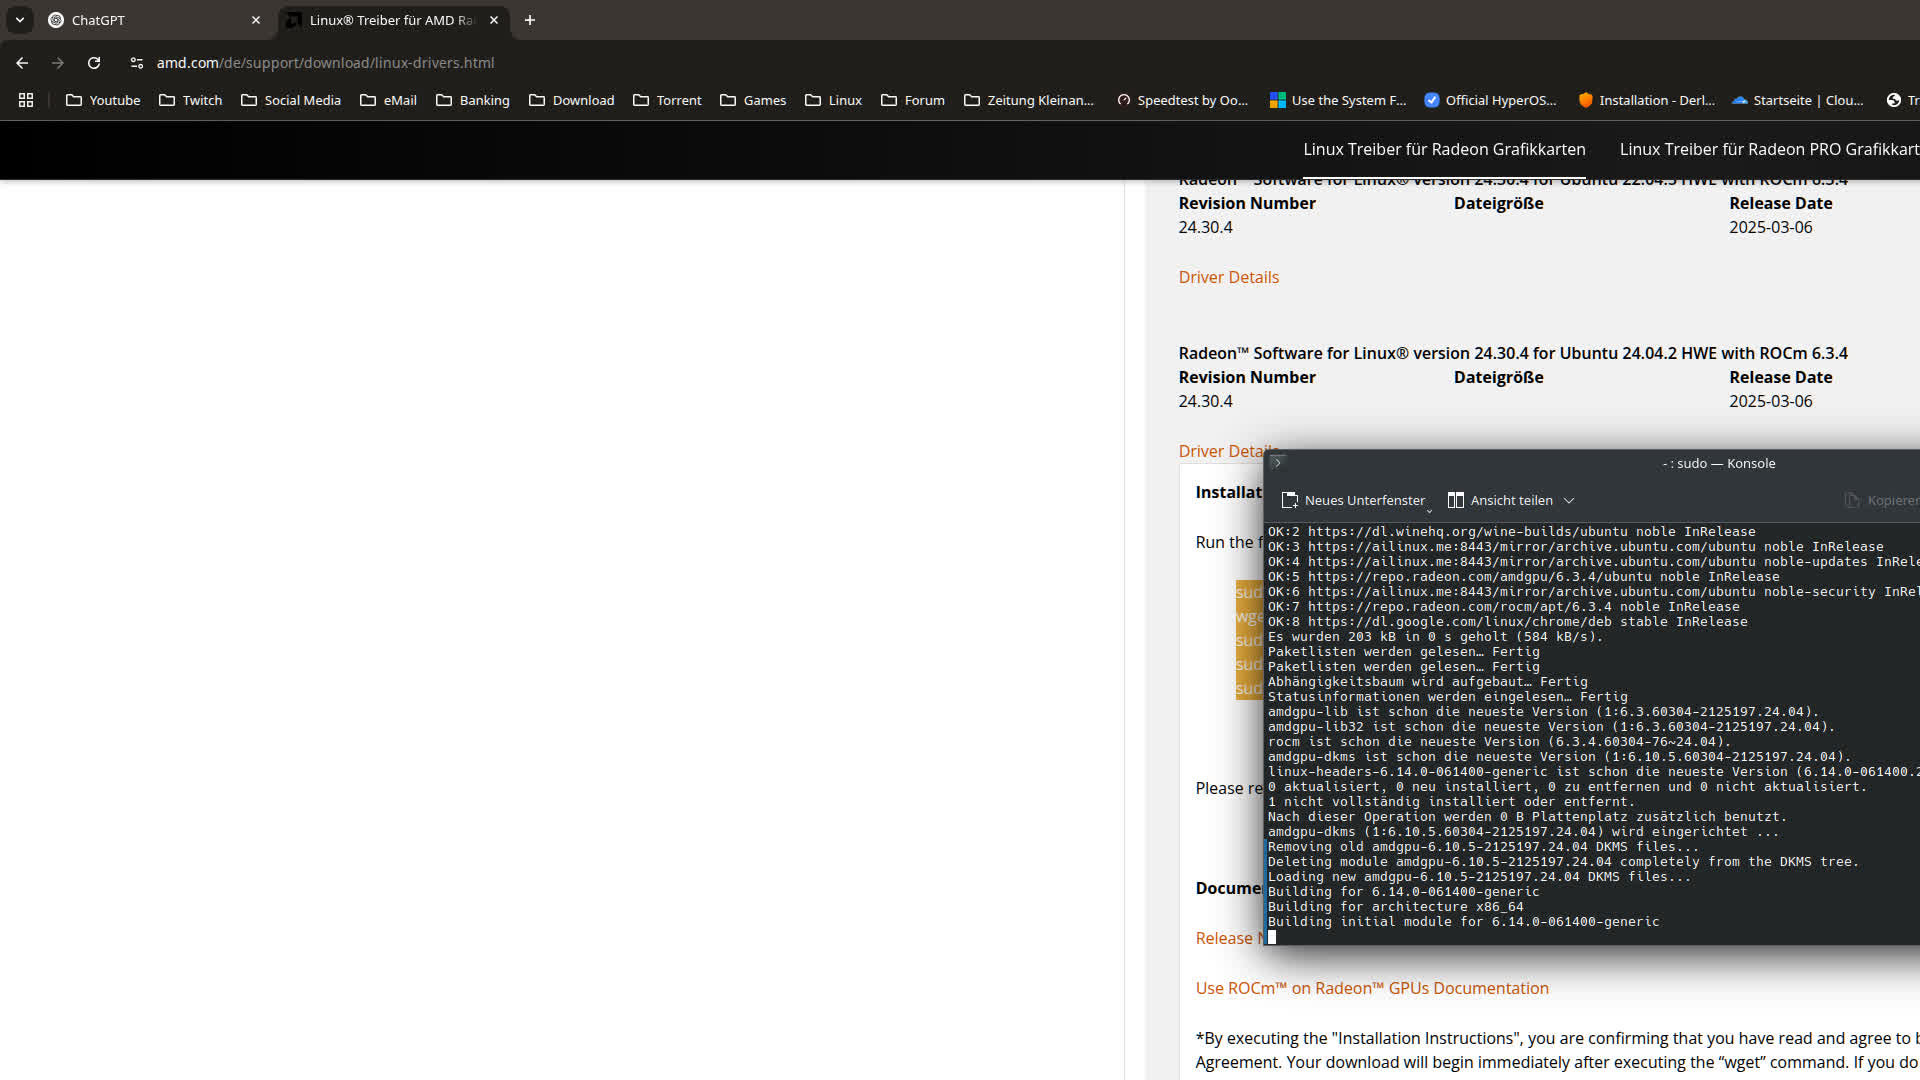 ChatGPT
Linux® Treiber für AMD Ra
amd.com/de/support/download/linux-drivers.html
Youtube
Twitch
Social Media
eMail
Banking
Download
Torrent
Games
Linux
Forum
Zeitung Kleinan...
Speedtest by Oo...
Use the System F...
Official HyperOS...
Installation - Derl...
Startseite | Clou...
Tr
Linux Treiber für Radeon Grafikkarten
Linux Treiber für Radeon PRO Grafikkart
Radeon™ Software for Linux® version 24.30.4 for Ubuntu 22.04.5 HWE with ROCm 6.3.4
Revision Number Dateigröße Release Date
24.30.4 2025-03-06
Driver Details
Radeon™ Software for Linux® version 24.30.4 for Ubuntu 24.04.2 HWE with ROCm 6.3.4
Revision Number Dateigröße Release Date
24.30.4 2025-03-06
Driver Details
Installat
Run the f
sud
wge
sud
sud
sud
Please re
Docume
Release N
Use ROCm™ on Radeon™ GPUs Documentation
*By executing the "Installation Instructions", you are confirming that you have read and agree to b
Agreement. Your download will begin immediately after executing the “wget” command. If you do
- : sudo — Konsole
Neues Unterfenster
Ansicht teilen
Kopieren
OK:2 https://dl.winehq.org/wine-builds/ubuntu noble InRelease
OK:3 https://ailinux.me:8443/mirror/archive.ubuntu.com/ubuntu noble InRelease
OK:4 https://ailinux.me:8443/mirror/archive.ubuntu.com/ubuntu noble-updates InRele
OK:5 https://repo.radeon.com/amdgpu/6.3.4/ubuntu noble InRelease
OK:6 https://ailinux.me:8443/mirror/archive.ubuntu.com/ubuntu noble-security InRel
OK:7 https://repo.radeon.com/rocm/apt/6.3.4 noble InRelease
OK:8 https://dl.google.com/linux/chrome/deb stable InRelease
Es wurden 203 kB in 0 s geholt (584 kB/s).
Paketlisten werden gelesen… Fertig
Paketlisten werden gelesen… Fertig
Abhängigkeitsbaum wird aufgebaut… Fertig
Statusinformationen werden eingelesen… Fertig
amdgpu-lib ist schon die neueste Version (1:6.3.60304-2125197.24.04).
amdgpu-lib32 ist schon die neueste Version (1:6.3.60304-2125197.24.04).
rocm ist schon die neueste Version (6.3.4.60304-76~24.04).
amdgpu-dkms ist schon die neueste Version (1:6.10.5.60304-2125197.24.04).
linux-headers-6.14.0-061400-generic ist schon die neueste Version (6.14.0-061400.2
0 aktualisiert, 0 neu installiert, 0 zu entfernen und 0 nicht aktualisiert.
1 nicht vollständig installiert oder entfernt.
Nach dieser Operation werden 0 B Plattenplatz zusätzlich benutzt.
amdgpu-dkms (1:6.10.5.60304-2125197.24.04) wird eingerichtet ...
Removing old amdgpu-6.10.5-2125197.24.04 DKMS files...
Deleting module amdgpu-6.10.5-2125197.24.04 completely from the DKMS tree.
Loading new amdgpu-6.10.5-2125197.24.04 DKMS files...
Building for 6.14.0-061400-generic
Building for architecture x86_64
Building initial module for 6.14.0-061400-generic